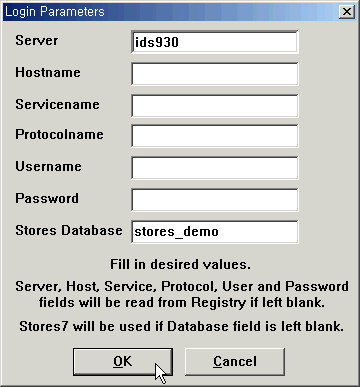 Login Parameters
Server ids930
Hostname
Servicename
Protocolname
Username
Password
Stores Database stores_demo
Fill in desired values.
Server, Host, Service, Protocol, User and Password
fields will be read from Registry if left blank.
Stores7 will be used if Database field is left blank.
OK Cancel